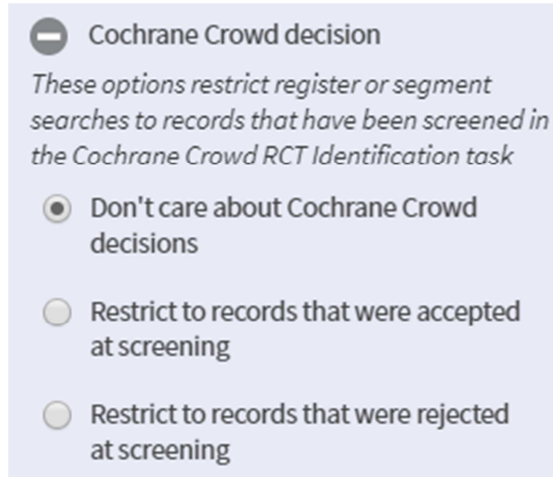 Cochrane Crowd decision
These options restrict register or segment
searches to records that have been screened in
the Cochrane Crowd RCT Identification task
Don't care about Cochrane Crowd
decisions
Restrict to records that were accepted
at screening
Restrict to records that were rejected
at screening